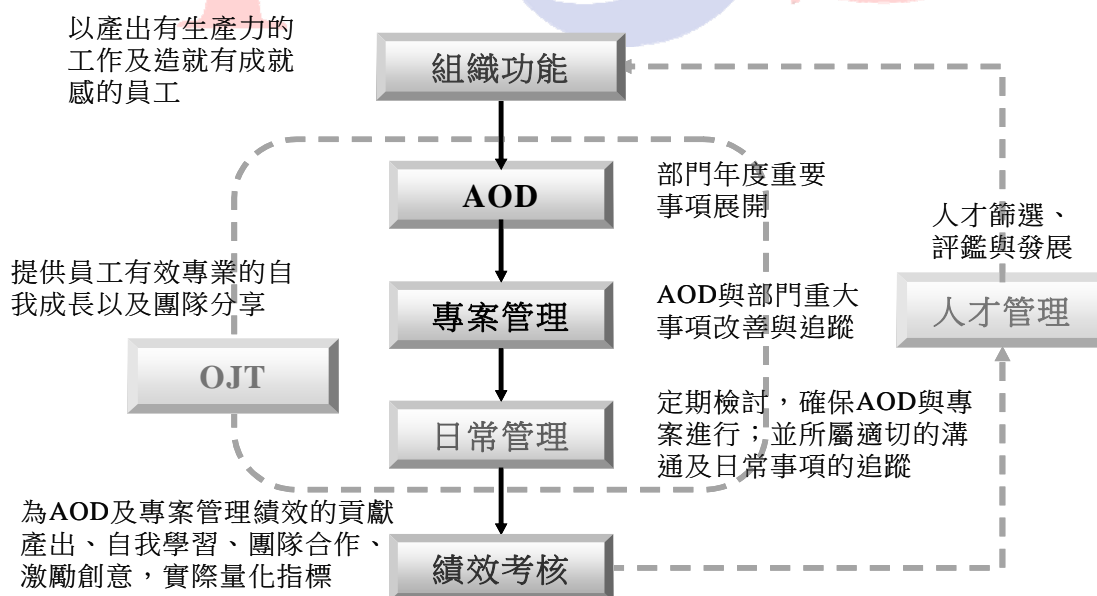 以產出有生產力的
工作及造就有成就
感的員工
組織功能
AOD
部門年度重要
事項展開
人才篩選、
評鑑與發展
提供員工有效專業的自
我成長以及團隊分享
專案管理
AOD與部門重大
事項改善與追蹤
人才管理
OJT
日常管理
定期檢討，確保AOD與專
案進行；並所屬適切的溝
通及日常事項的追蹤
為AOD及專案管理績效的貢獻
產出、自我學習、團隊合作、
激勵創意，實際量化指標
績效考核